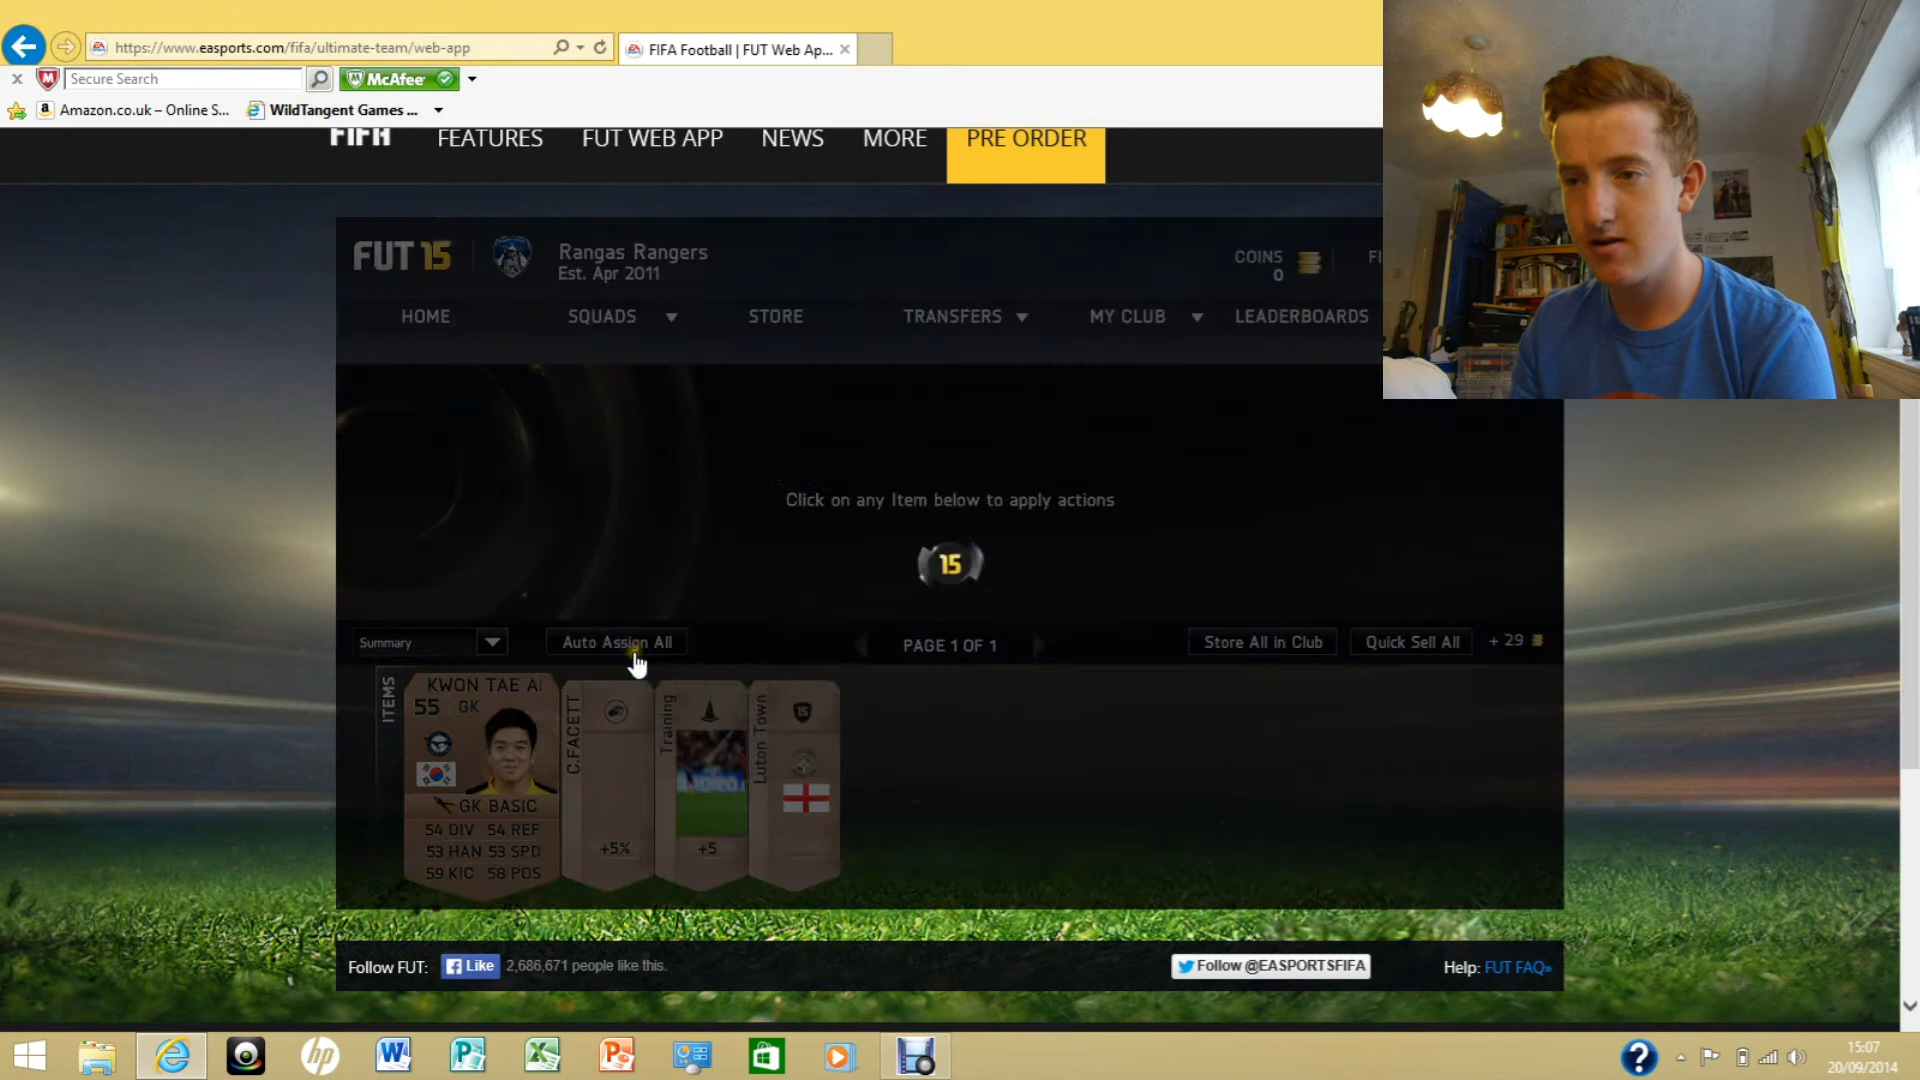 https://www.easports.com/fifa/ultimate-team/web-app
FIFA Football | FUT Web Ap...
Secure Search
McAfee
Amazon.co.uk – Online S...
WildTangent Games ...
FIFA
FEATURES
FUT WEB APP
NEWS
MORE
PRE ORDER
FUT 15
Rangas Rangers
Est. Apr 2011
COINS
0
FI
HOME
SQUADS
STORE
TRANSFERS
MY CLUB
LEADERBOARDS
Click on any Item below to apply actions
15
Summary
Auto Assign All
PAGE 1 OF 1
Store All in Club
Quick Sell All
+ 29
ITEMS
KWON TAE AI
55 GK
GK BASIC
54 DIV 54 REF
53 HAN 53 SPD
59 KIC 58 POS
C.FACETT
+5%
Training
+5
Luton Town
15
Follow FUT:
Like
2,686,671 people like this.
Follow @EASPORTSFIFA
Help: FUT FAQ»
hp
15:07
20/09/2014